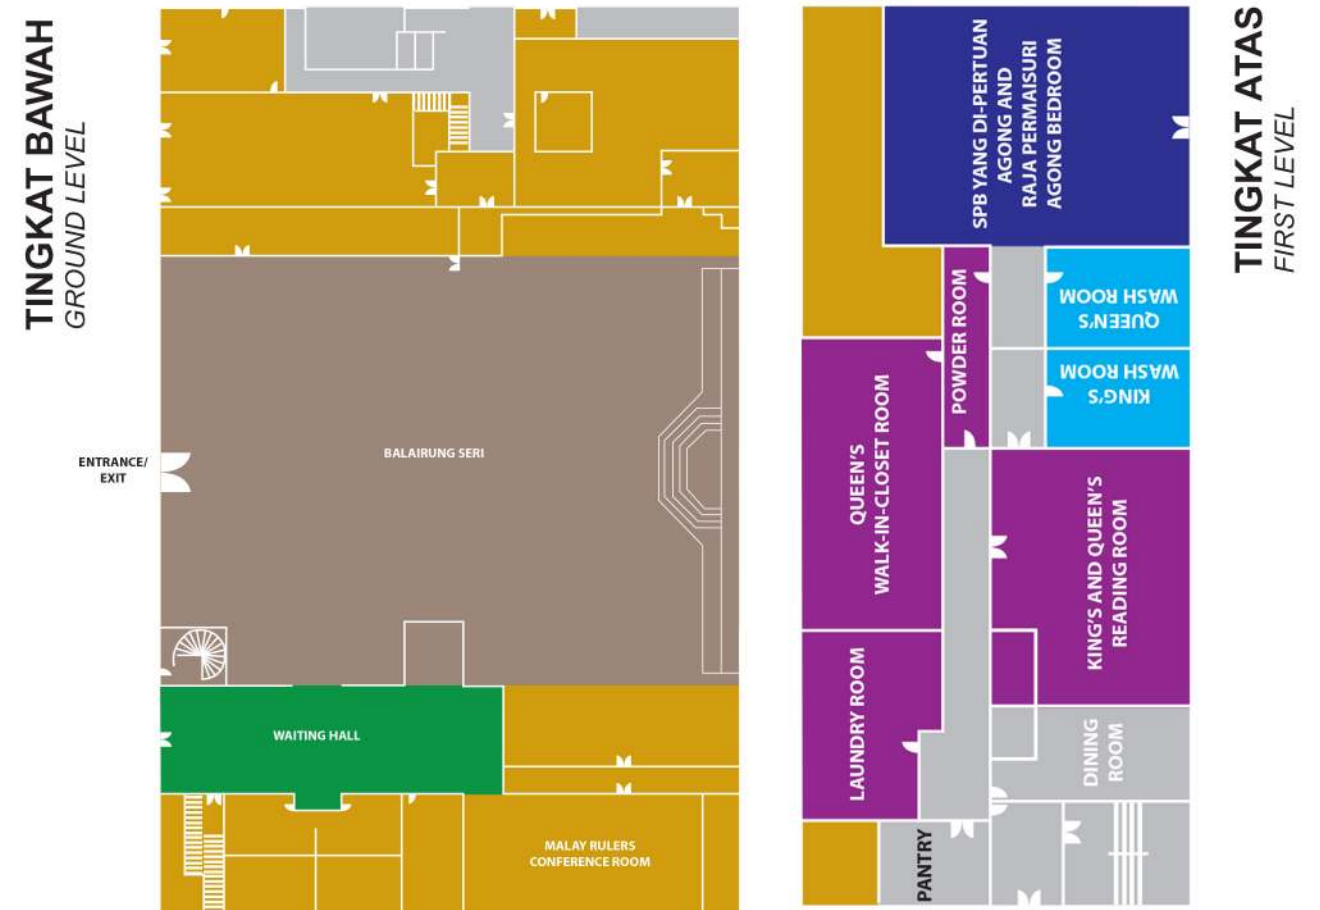 TINGKAT BAWAH
GROUND LEVEL
ENTRANCE/
EXIT
BALAIRUNG SERI
WAITING HALL
MALAY RULERS
CONFERENCE ROOM
TINGKAT ATAS
FIRST LEVEL
SPB YANG DI-PERTUAN
AGONG AND
RAJA PERMAISURI
AGONG BEDROOM
POWDER ROOM
QUEEN'S
WASH ROOM
KING'S
WASH ROOM
QUEEN'S
WALK-IN-CLOSET ROOM
KING'S AND QUEEN'S
READING ROOM
LAUNDRY ROOM
DINING
ROOM
PANTRY